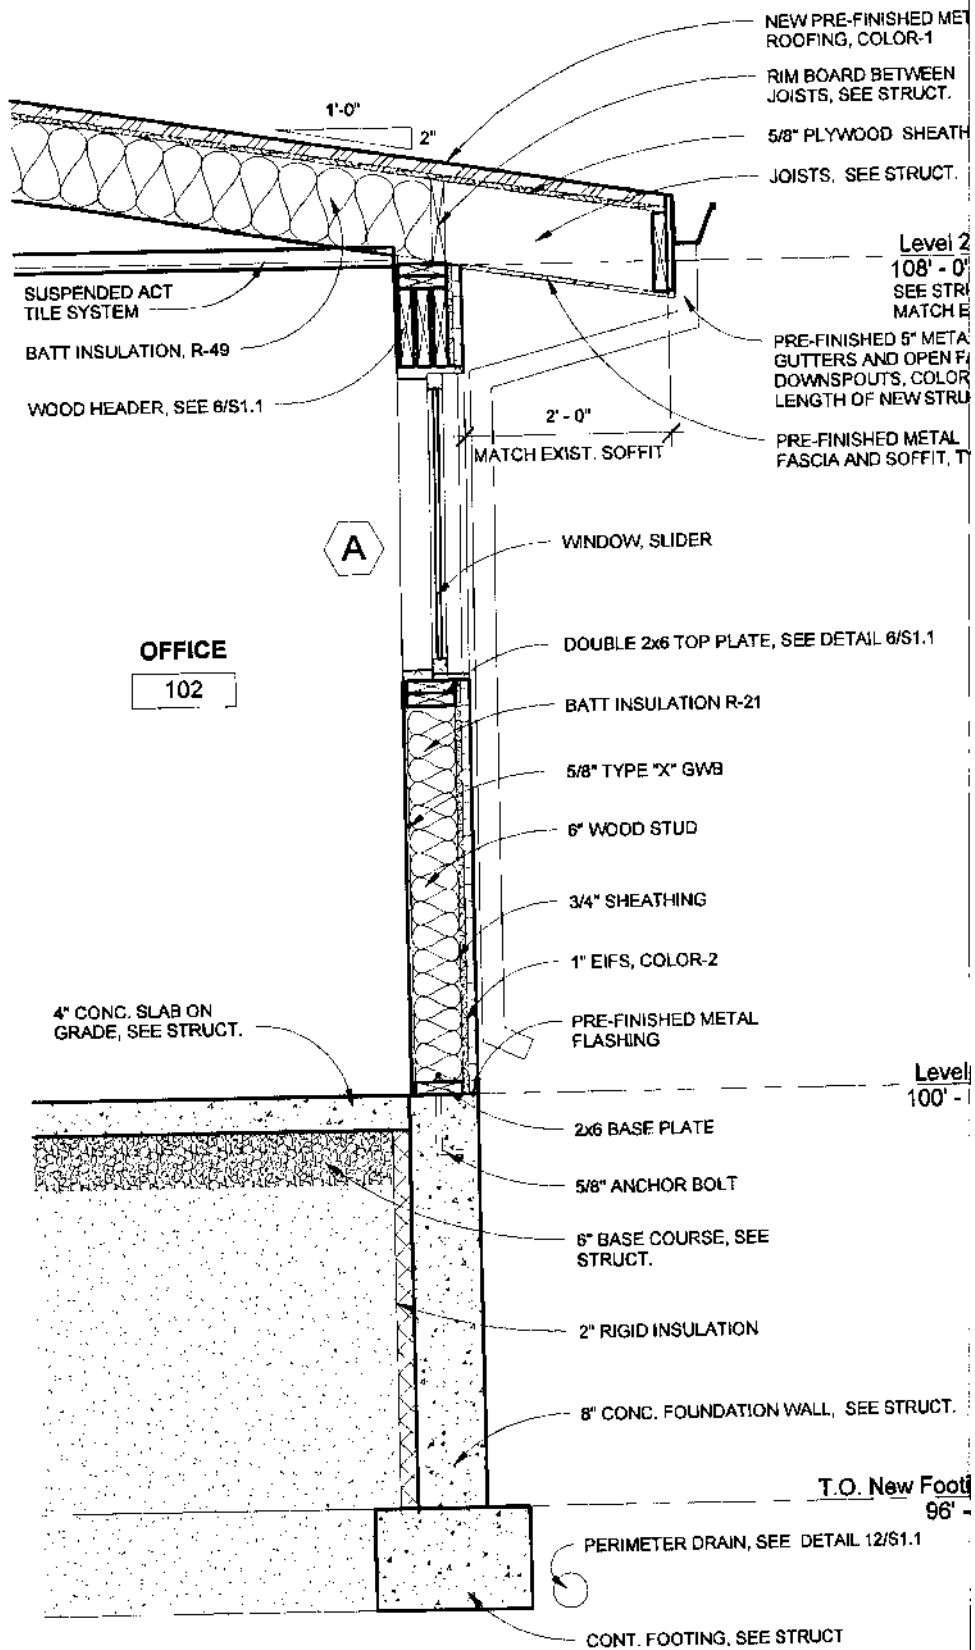 NEW PRE-FINISHED MET
ROOFING, COLOR-1
RIM BOARD BETWEEN
JOISTS, SEE STRUCT.
1'-0"
2"
5/8" PLYWOOD SHEATH
JOISTS, SEE STRUCT.
Level 2
108' - 0"
SEE STR
MATCH E
SUSPENDED ACT
TILE SYSTEM
BATT INSULATION, R-49
WOOD HEADER, SEE 6/S1.1
PRE-FINISHED 5" META
GUTTERS AND OPEN FA
DOWNSPOUTS, COLOR
LENGTH OF NEW STRU
2' - 0"
MATCH EXIST. SOFFIT
PRE-FINISHED METAL
FASCIA AND SOFFIT, TY
A
WINDOW, SLIDER
OFFICE
102
DOUBLE 2x6 TOP PLATE, SEE DETAIL 6/S1.1
BATT INSULATION R-21
5/8" TYPE "X" GWB
6" WOOD STUD
3/4" SHEATHING
1" EIFS, COLOR-2
4" CONC. SLAB ON
GRADE, SEE STRUCT.
PRE-FINISHED METAL
FLASHING
Level
100' -
2x6 BASE PLATE
5/8" ANCHOR BOLT
6" BASE COURSE, SEE
STRUCT.
2" RIGID INSULATION
8" CONC. FOUNDATION WALL, SEE STRUCT.
T.O. New Foot
96' -
PERIMETER DRAIN, SEE DETAIL 12/S1.1
CONT. FOOTING, SEE STRUCT